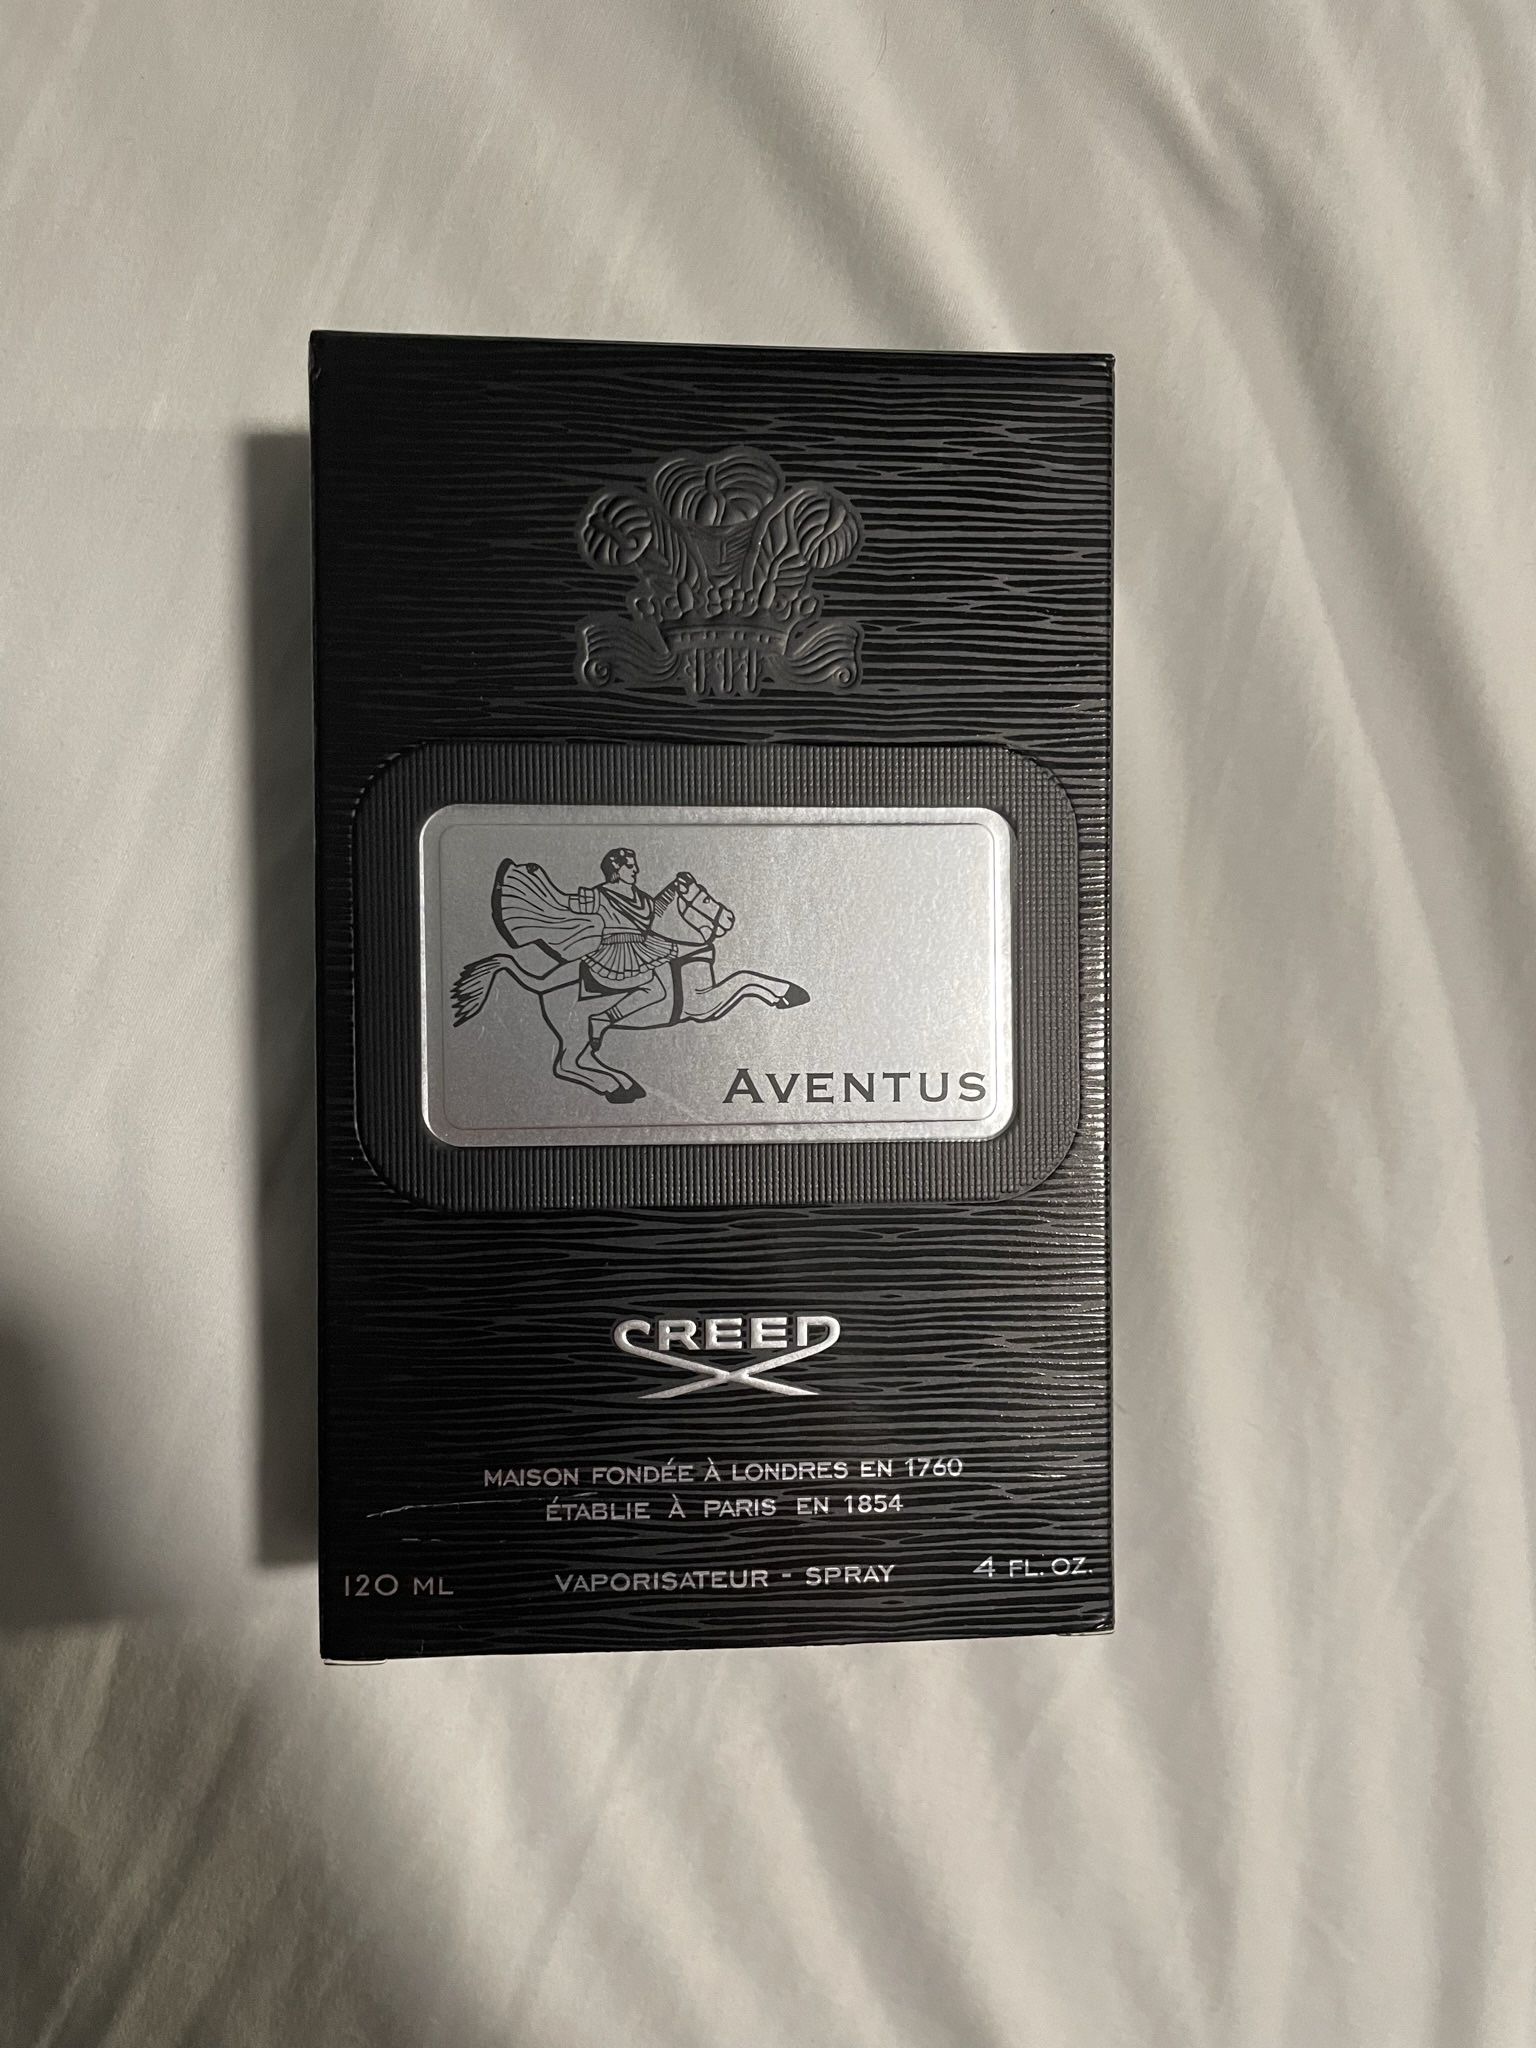 AVENTUS
CREED
MAISON FONDÉE À LONDRES EN 1760
ÉTABLIE À PARIS EN 1854
120 ML VAPORISATEUR - SPRAY 4 FL. OZ.